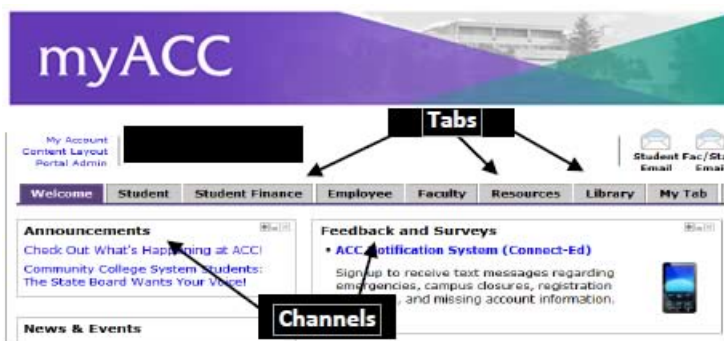 myACC
Tabs
My Account
Content Layout
Portal Admin
Student Fac/Sta
Email Emai
Welcome Student Student Finance Employee Faculty Resources Library My Tab
Announcements
Check Out What's Happening at ACC!
Community College System Students:
The State Board Wants Your Voice!
Feedback and Surveys
• ACC Notification System (Connect-Ed)
Sign up to receive text messages regarding
emergencies, campus closures, registration
and missing account information.
Channels
News & Events